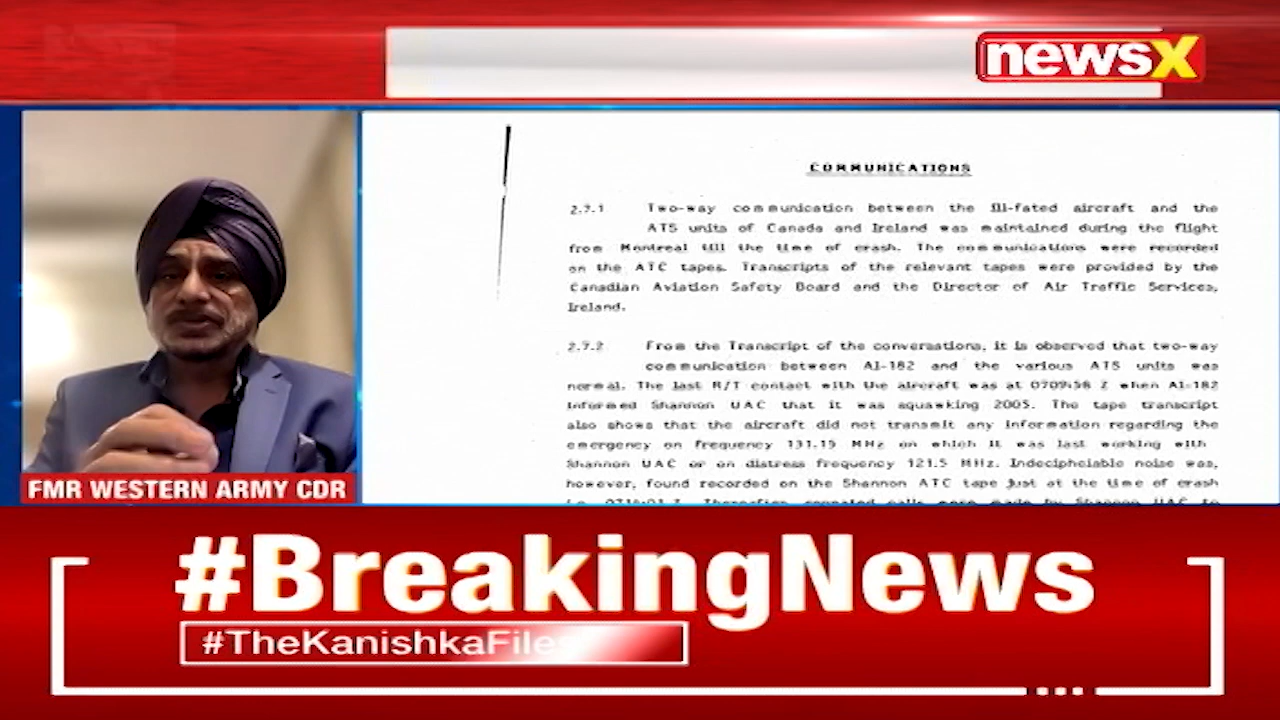 newsX
COMMUNICATIONS
2.7.1 Two-way communication between the ill-fated aircraft and the
ATS units of Canada and Ireland was maintained during the flight
from Montreal till the time of crash. The communications were recorded
on the ATC tapes. Transcripts of the relevant tapes were provided by the
Canadian Aviation Safety Board and the Director of Air Traffic Services,
Ireland.
2.7.2 From the Transcript of the conversations, it is observed that two-way
communication between AI-182 and the various ATS units was
normal. The last R/T contact with the aircraft was at 0709:58 Z when AI-182
informed Shannon UAC that it was squawking 2005. The tape transcript
also shows that the aircraft did not transmit any information regarding the
emergency on frequency 131.15 MHz on which it was last working with
Shannon UAC or on distress frequency 121.5 MHz. Indecipherable noise was,
however, found recorded on the Shannon ATC tape just at the time of crash
FMR WESTERN ARMY CDR
#BreakingNews
#TheKanishkaFiles